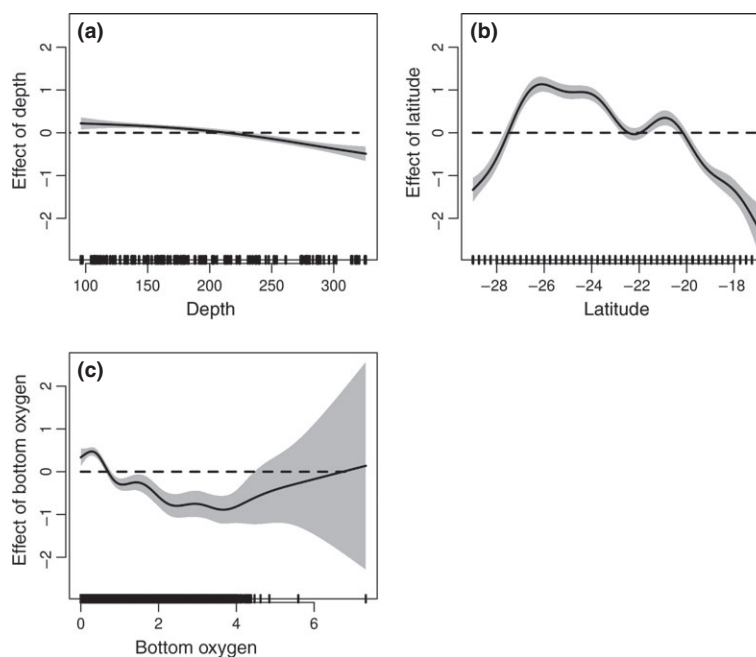 (a)
Effect of depth
2
1
0
−1
−2
100 150 200 250 300
Depth
(b)
Effect of latitude
2
1
0
−1
−2
−28 −26 −24 −22 −20 −18
Latitude
(c)
Effect of bottom oxygen
2
1
0
−1
−2
0 2 4 6
Bottom oxygen